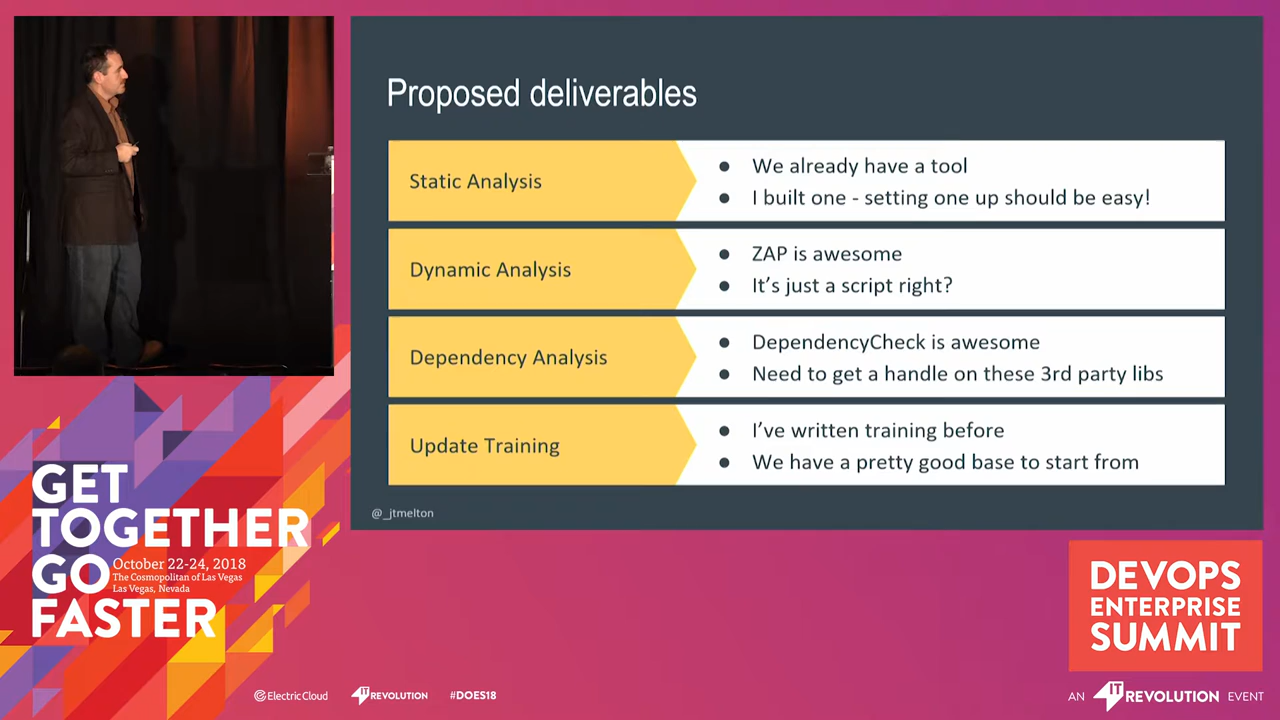 Proposed deliverables
Static Analysis
● We already have a tool
● I built one - setting one up should be easy!
Dynamic Analysis
● ZAP is awesome
● It's just a script right?
Dependency Analysis
● DependencyCheck is awesome
● Need to get a handle on these 3rd party libs
Update Training
● I've written training before
● We have a pretty good base to start from
@_jtmelton
GET
TOGETHER
GO
FASTER
October 22-24, 2018
The Cosmopolitan of Las Vegas
Las Vegas, Nevada
DEVOPS
ENTERPRISE
SUMMIT
Electric Cloud
IT REVOLUTION
#DOES18
AN IT REVOLUTION EVENT